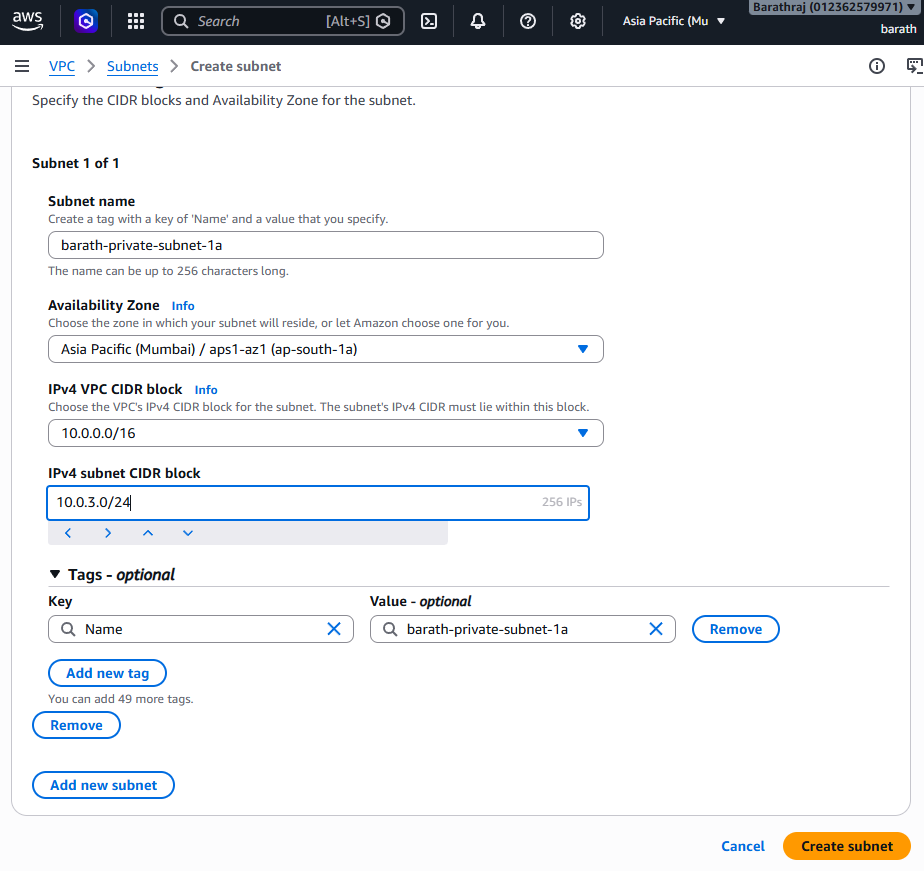 aws
Search [Alt+S]
Asia Pacific (Mu
Barathraj (012362579971)
barath
VPC > Subnets > Create subnet
Specify the CIDR blocks and Availability Zone for the subnet.
Subnet 1 of 1
Subnet name
Create a tag with a key of 'Name' and a value that you specify.
barath-private-subnet-1a
The name can be up to 256 characters long.
Availability Zone Info
Choose the zone in which your subnet will reside, or let Amazon choose one for you.
Asia Pacific (Mumbai) / aps1-az1 (ap-south-1a)
IPv4 VPC CIDR block Info
Choose the VPC's IPv4 CIDR block for the subnet. The subnet's IPv4 CIDR must lie within this block.
10.0.0.0/16
IPv4 subnet CIDR block
10.0.3.0/24 256 IPs
Tags - optional
Key Value - optional
Name barath-private-subnet-1a Remove
Add new tag
You can add 49 more tags.
Remove
Add new subnet
Cancel Create subnet